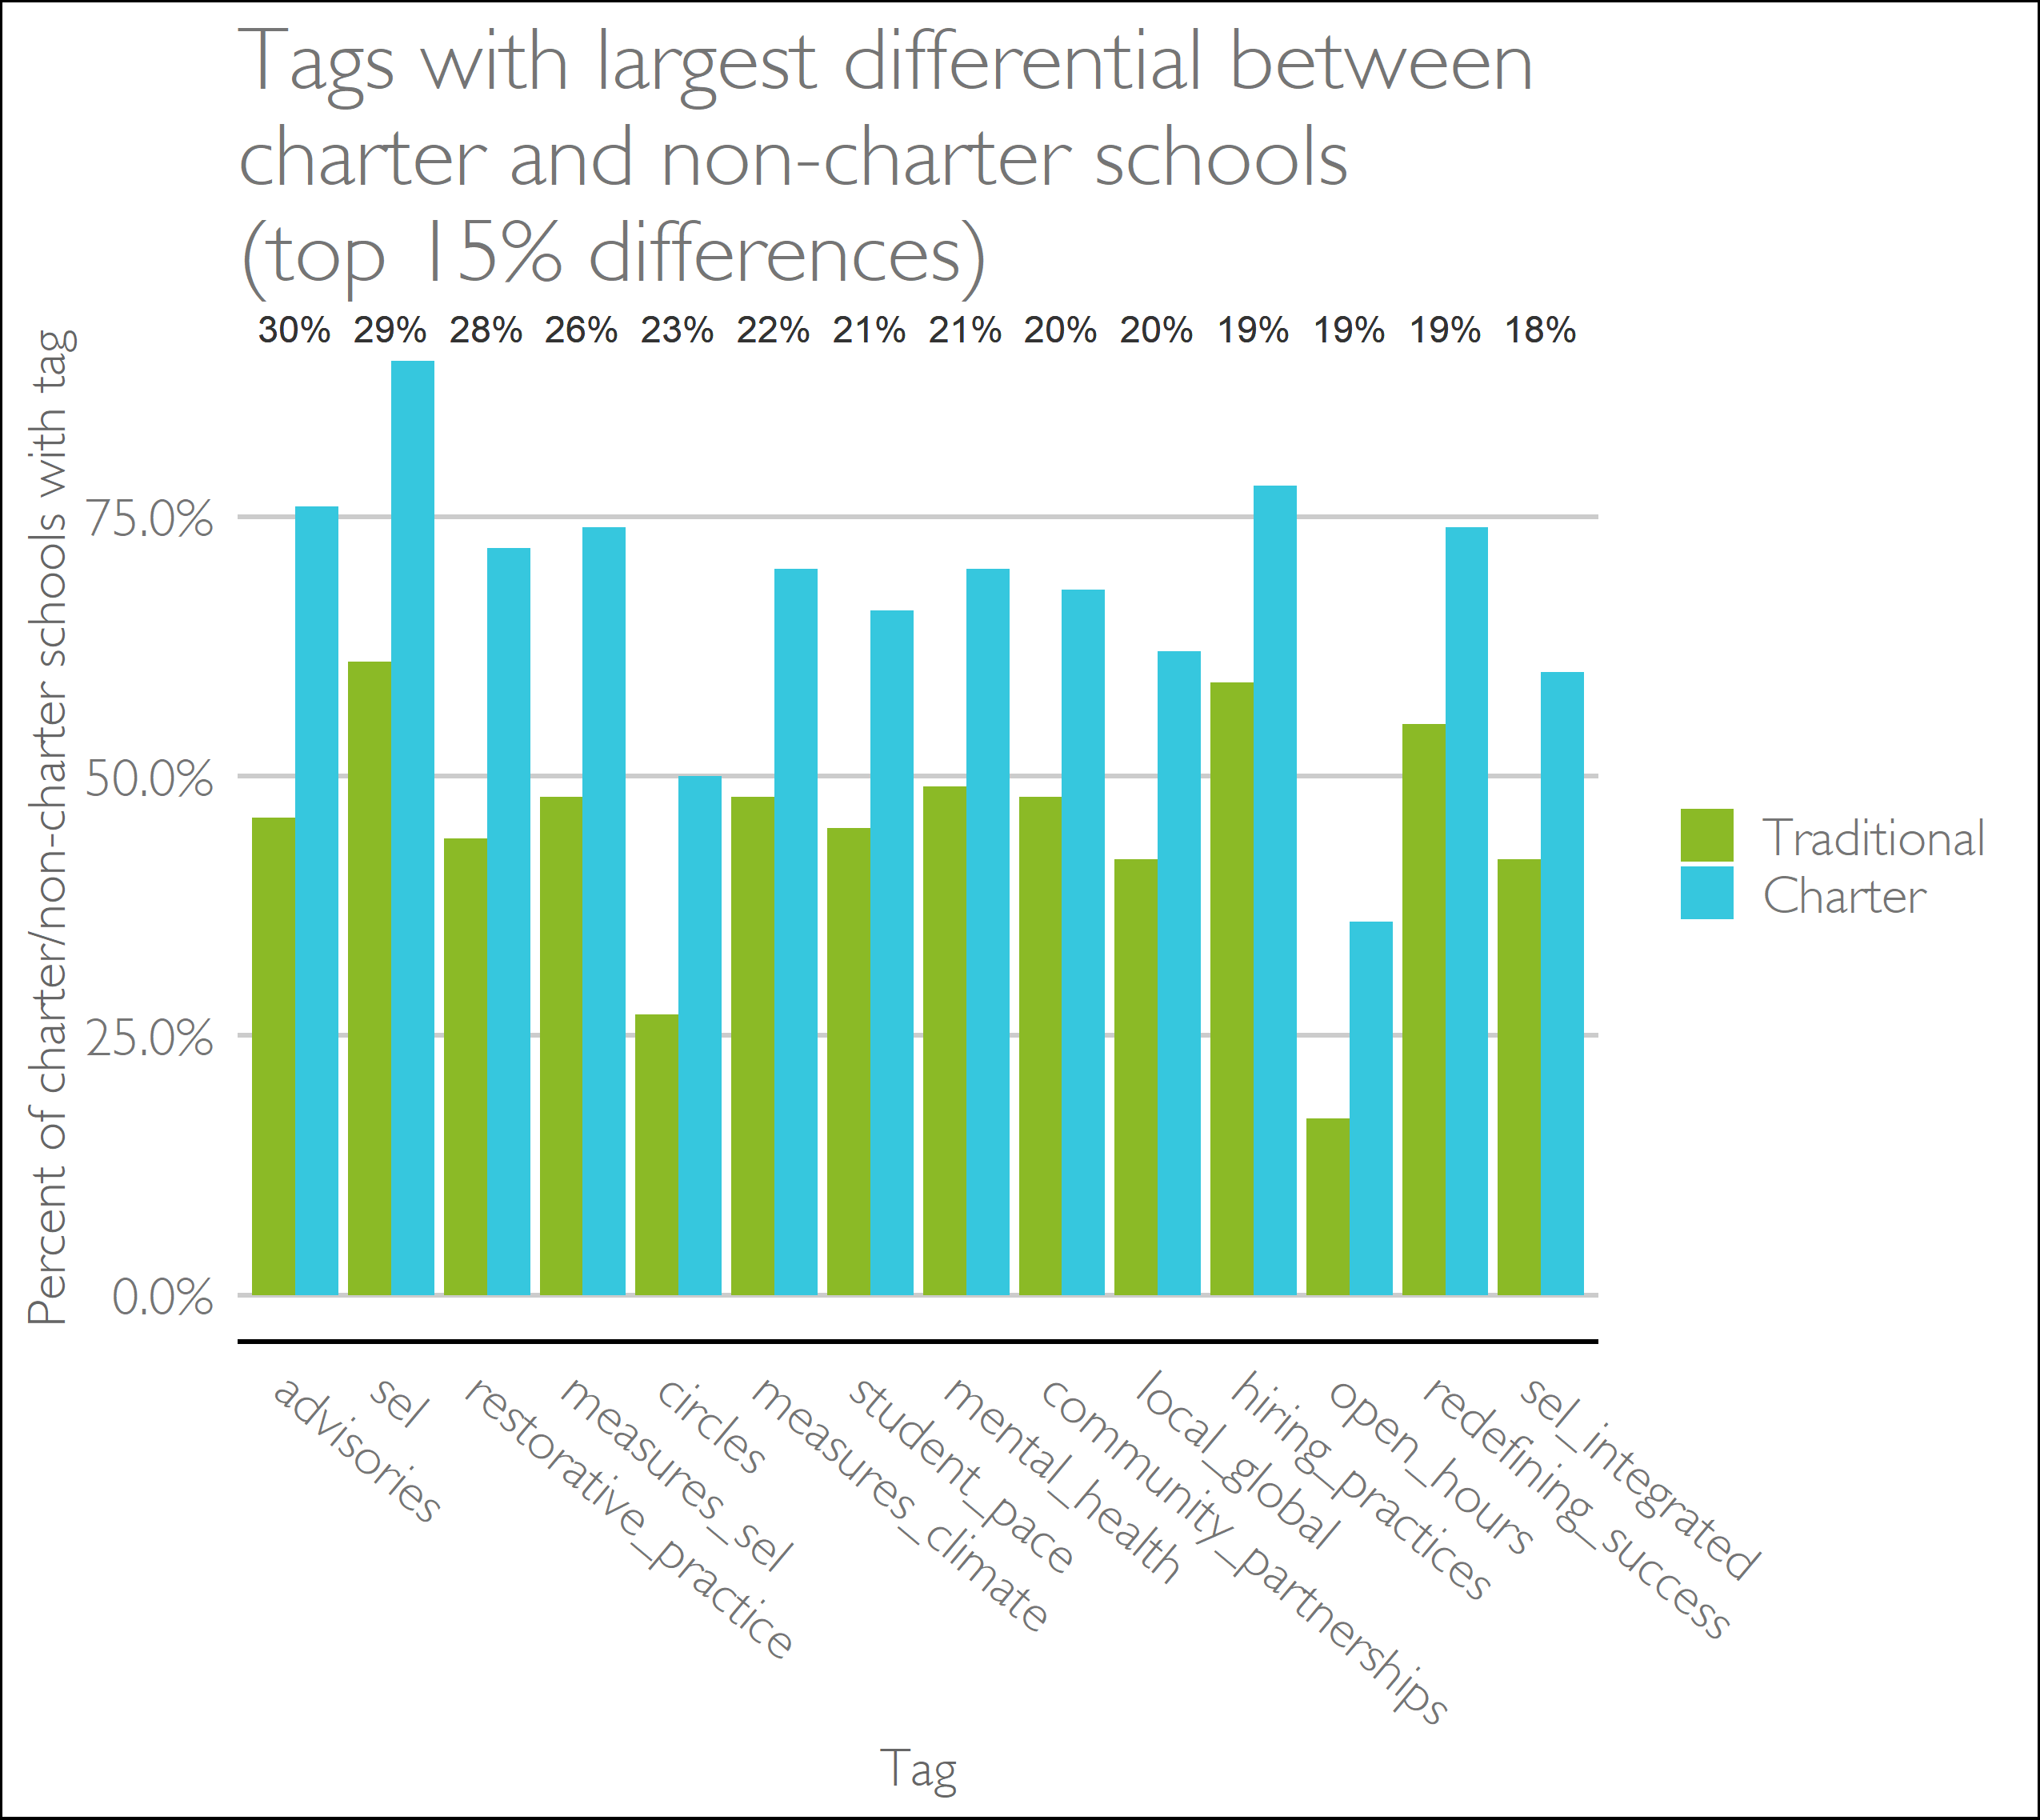 Tags with largest differential between
charter and non-charter schools
(top 15% differences)
30% 29% 28% 26% 23% 22% 21% 21% 20% 20% 19% 19% 19% 18%
Percent of charter/non-charter schools with tag
75.0%
50.0%
25.0%
0.0%
Traditional
Charter
advisories
sel
restorative_practice
measures_sel
circles
measures_climate
student_pace
mental_health
community_partnerships
local_global
hiring_practices
open_hours
redefining_success
sel_integrated
Tag